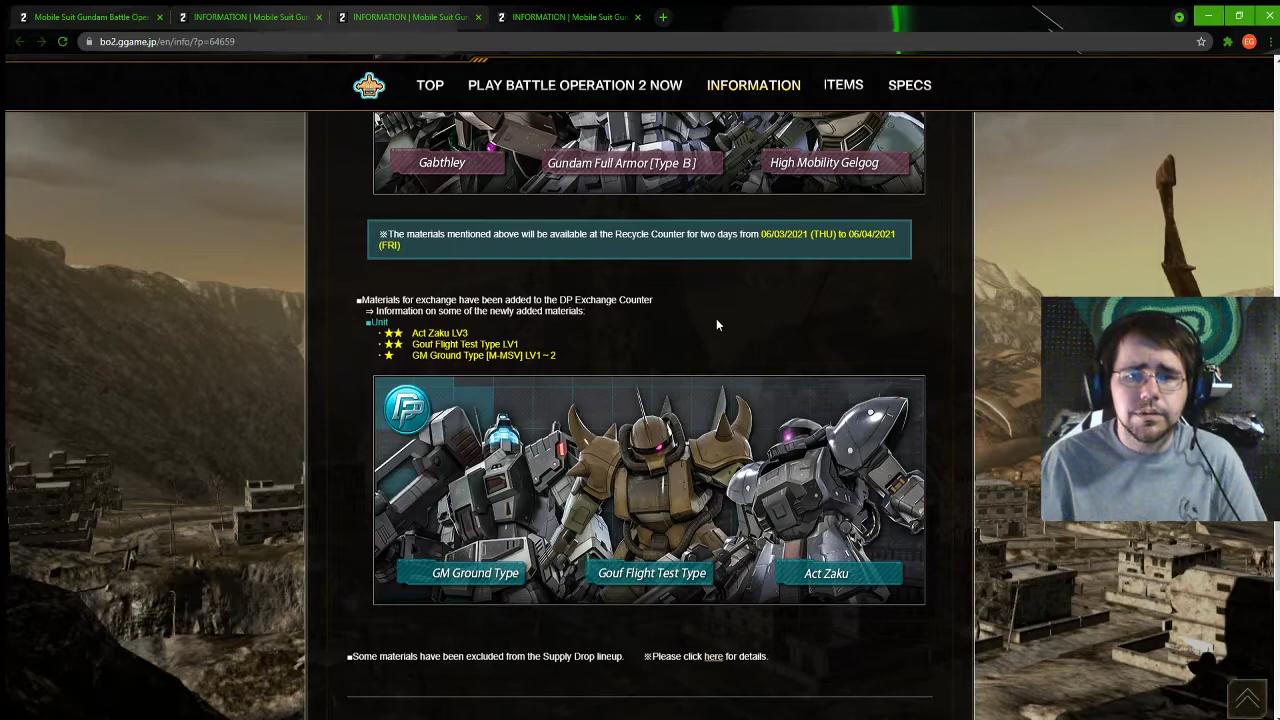 Mobile Suit Gundam Battle Oper
INFORMATION | Mobile Suit Gun
INFORMATION | Mobile Suit Gun
INFORMATION | Mobile Suit Gun
bo2.ggame.jp/en/info/?p=64659
EG
TOP
PLAY BATTLE OPERATION 2 NOW
INFORMATION
ITEMS
SPECS
Gabthley
Gundam Full Armor [Type B]
High Mobility Gelgog
※The materials mentioned above will be available at the Recycle Counter for two days from 06/03/2021 (THU) to 06/04/2021
(FRI)
■Materials for exchange have been added to the DP Exchange Counter
⇒ Information on some of the newly added materials:
■Unit
・★★ Act Zaku LV3
・★★ Gouf Flight Test Type LV1
・★ GM Ground Type [M-MSV] LV1~2
GM Ground Type
Gouf Flight Test Type
Act Zaku
■Some materials have been excluded from the Supply Drop lineup. ※Please click here for details.